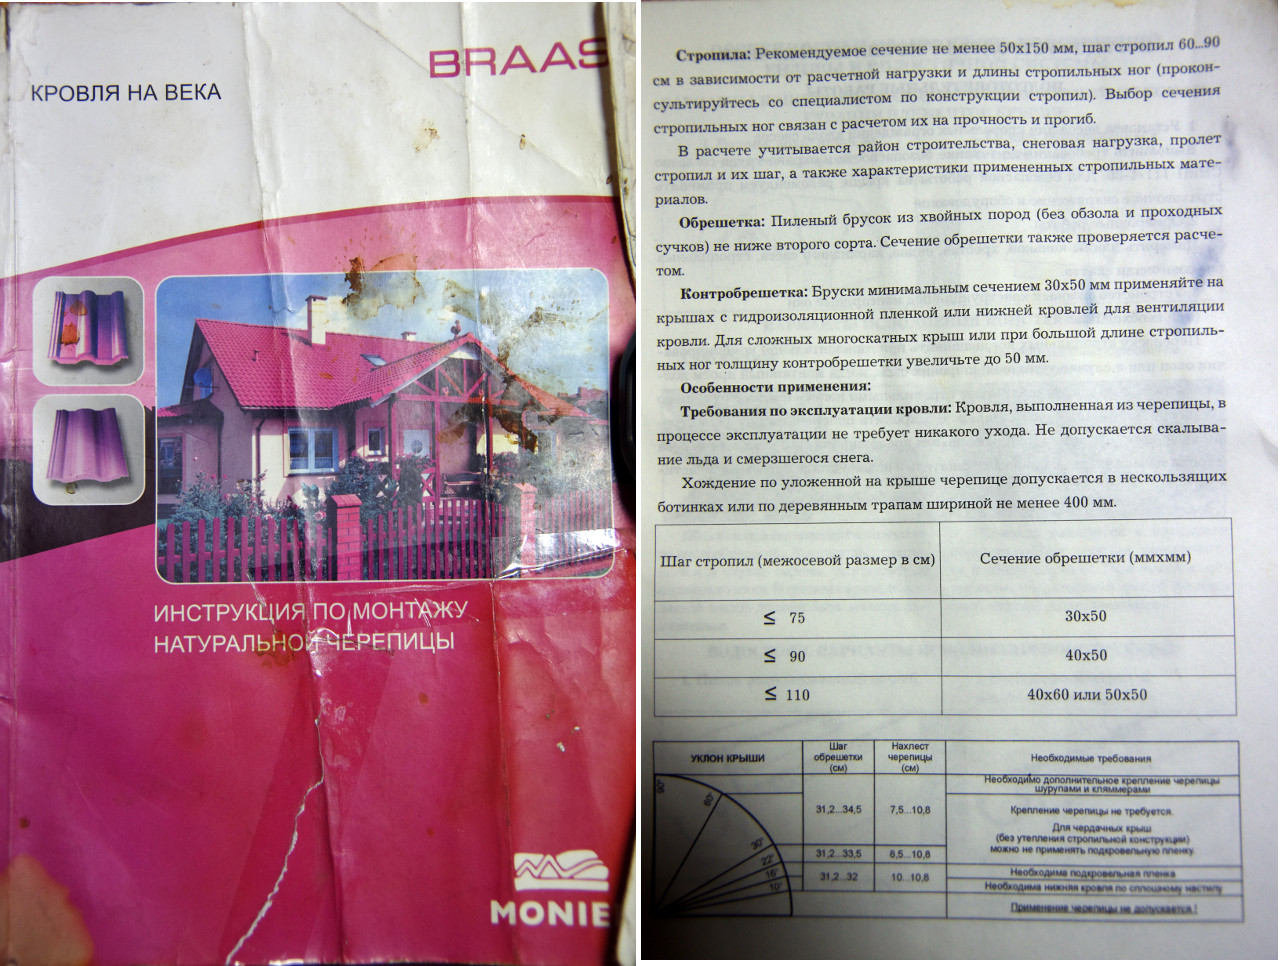 BRAAS
КРОВЛЯ НА ВЕКА
ИНСТРУКЦИЯ ПО МОНТАЖУ
НАТУРАЛЬНОЙ ЧЕРЕПИЦЫ
MONIE
Стропила: Рекомендуемое сечение не менее 50х150 мм, шаг стропил 60...90
см в зависимости от расчетной нагрузки и длины стропильных ног (прокон-
сультируйтесь со специалистом по конструкции стропил). Выбор сечения
стропильных ног связан с расчетом их на прочность и прогиб.
В расчете учитывается район строительства, снеговая нагрузка, пролет
стропил и их шаг, а также характеристики примененных стропильных мате-
риалов.
Обрешетка: Пиленый брусок из хвойных пород (без обзола и проходных
сучков) не ниже второго сорта. Сечение обрешетки также проверяется расче-
том.
Контробрешетка: Бруски минимальным сечением 30х50 мм применяйте на
крышах с гидроизоляционной пленкой или нижней кровлей для вентиляции
кровли. Для сложных многоскатных крыш или при большой длине стропиль-
ных ног толщину контробрешетки увеличьте до 50 мм.
Особенности применения:
Требования по эксплуатации кровли: Кровля, выполненная из черепицы, в
процессе эксплуатации не требует никакого ухода. Не допускается скалыва-
ние льда и смерзшегося снега.
Хождение по уложенной на крыше черепице допускается в нескользящих
ботинках или по деревянным трапам шириной не менее 400 мм.
Шаг стропил (межосевой размер в см) Сечение обрешетки (ммхмм)
≤ 75 30х50
≤ 90 40х50
≤ 110 40х60 или 50х50
УКЛОН КРЫШИ
Шаг
обрешетки
(см)
Нахлест
черепицы
(см)
Необходимые требования
90°
60°
30°
22°
16°
10°
31,2...34,5 7,5...10,8
31,2...33,5 8,5...10,8
31,2...32 10...10,8
Необходимо дополнительное крепление черепицы
шурупами и кляммерами
Крепление черепицы не требуется.
Для чердачных крыш
(без утепления стропильной конструкции)
можно не применять подкровельную пленку.
Необходима подкровельная пленка
Необходима нижняя кровля по сплошному настилу
Применение черепицы не допускается!